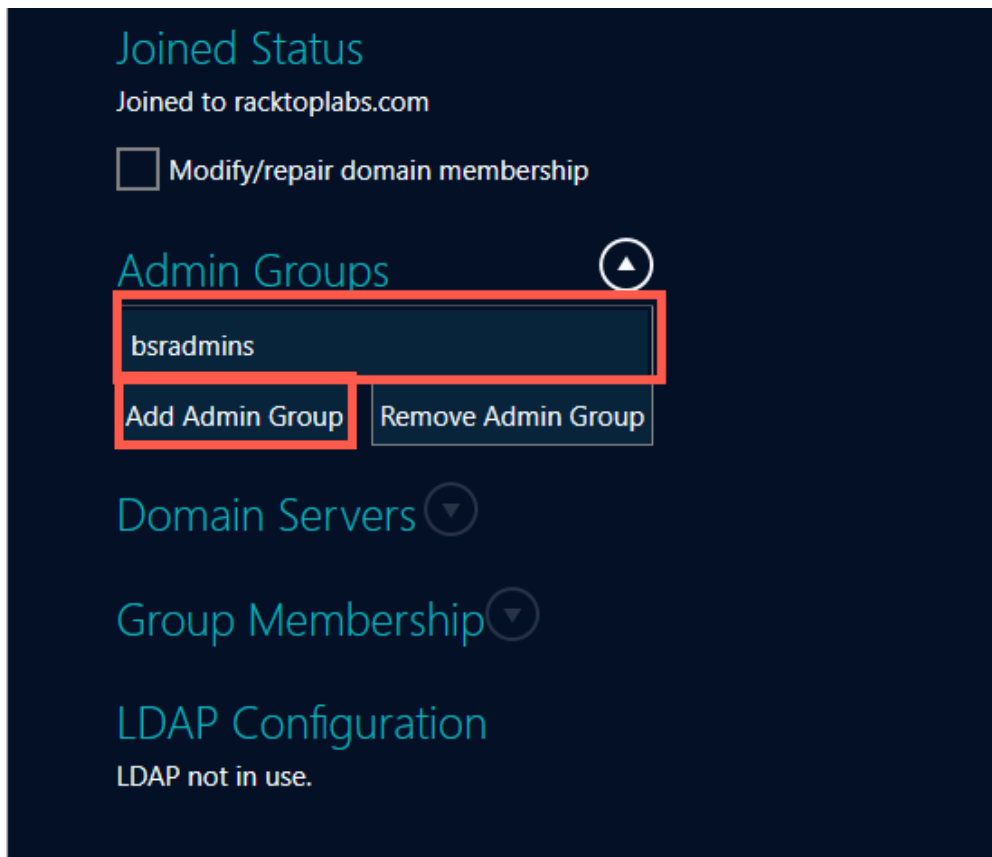 Joined Status
Joined to racktoplabs.com
Modify/repair domain membership
Admin Groups
bsradmins
Add Admin Group Remove Admin Group
Domain Servers
Group Membership
LDAP Configuration
LDAP not in use.